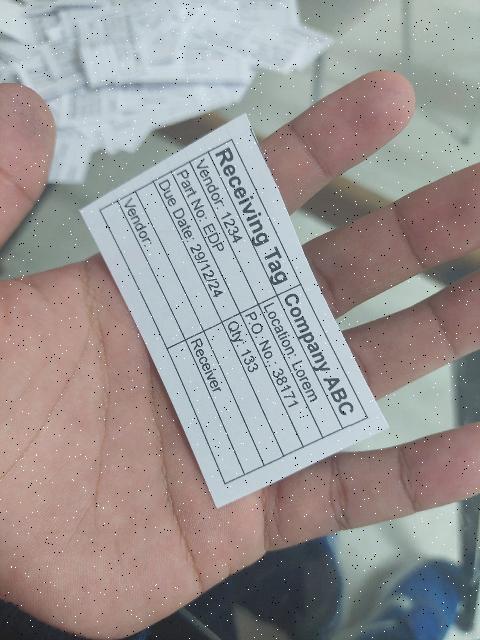 Receiving Tag Company ABC
Vendor: 1234 Location: Lorem
Part No: EDP P.O. No.: 38171
Due Date: 29/12/24 Qty: 133
Vendor: Receiver